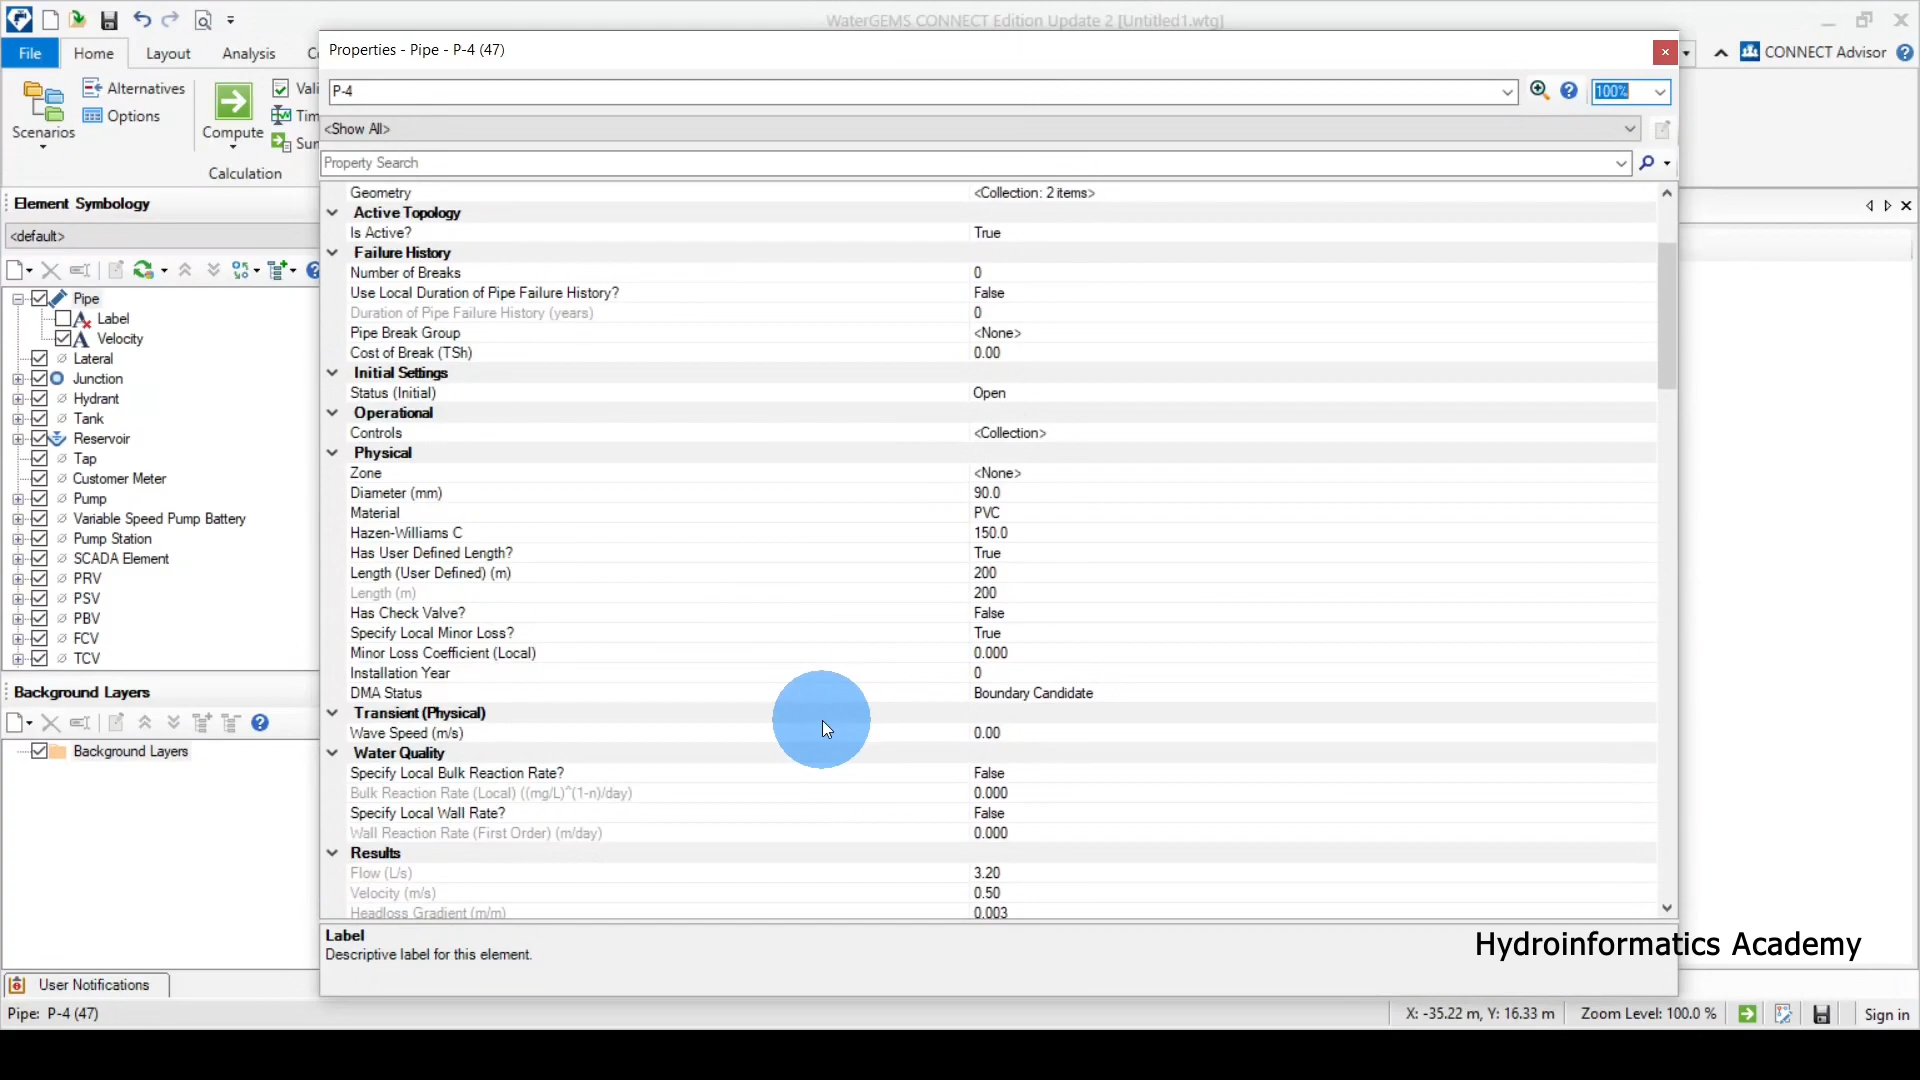 WaterGEMS CONNECT Edition Update 2 [Untitled1.wtg]
File Home Layout Analysis
CONNECT Advisor
Properties - Pipe - P-4 (47)
P-4
100%
<Show All>
Property Search
Scenarios
Alternatives
Options
Compute
Vali
Tim
Sun
Calculation
Element Symbology
<default>
Pipe
Label
Velocity
Lateral
Junction
Hydrant
Tank
Reservoir
Tap
Customer Meter
Pump
Variable Speed Pump Battery
Pump Station
SCADA Element
PRV
PSV
PBV
FCV
TCV
Background Layers
Background Layers
Geometry <Collection: 2 items>
Active Topology
Is Active? True
Failure History
Number of Breaks 0
Use Local Duration of Pipe Failure History? False
Duration of Pipe Failure History (years) 0
Pipe Break Group <None>
Cost of Break (TSh) 0.00
Initial Settings
Status (Initial) Open
Operational
Controls <Collection>
Physical
Zone <None>
Diameter (mm) 90.0
Material PVC
Hazen-Williams C 150.0
Has User Defined Length? True
Length (User Defined) (m) 200
Length (m) 200
Has Check Valve? False
Specify Local Minor Loss? True
Minor Loss Coefficient (Local) 0.000
Installation Year 0
DMA Status Boundary Candidate
Transient (Physical)
Wave Speed (m/s) 0.00
Water Quality
Specify Local Bulk Reaction Rate? False
Bulk Reaction Rate (Local) ((mg/L)^(1-n)/day) 0.000
Specify Local Wall Rate? False
Wall Reaction Rate (First Order) (m/day) 0.000
Results
Flow (L/s) 3.20
Velocity (m/s) 0.50
Headloss Gradient (m/m) 0.003
Label
Descriptive label for this element.
Hydroinformatics Academy
User Notifications
Pipe: P-4 (47)
X: -35.22 m, Y: 16.33 m
Zoom Level: 100.0 %
Sign in